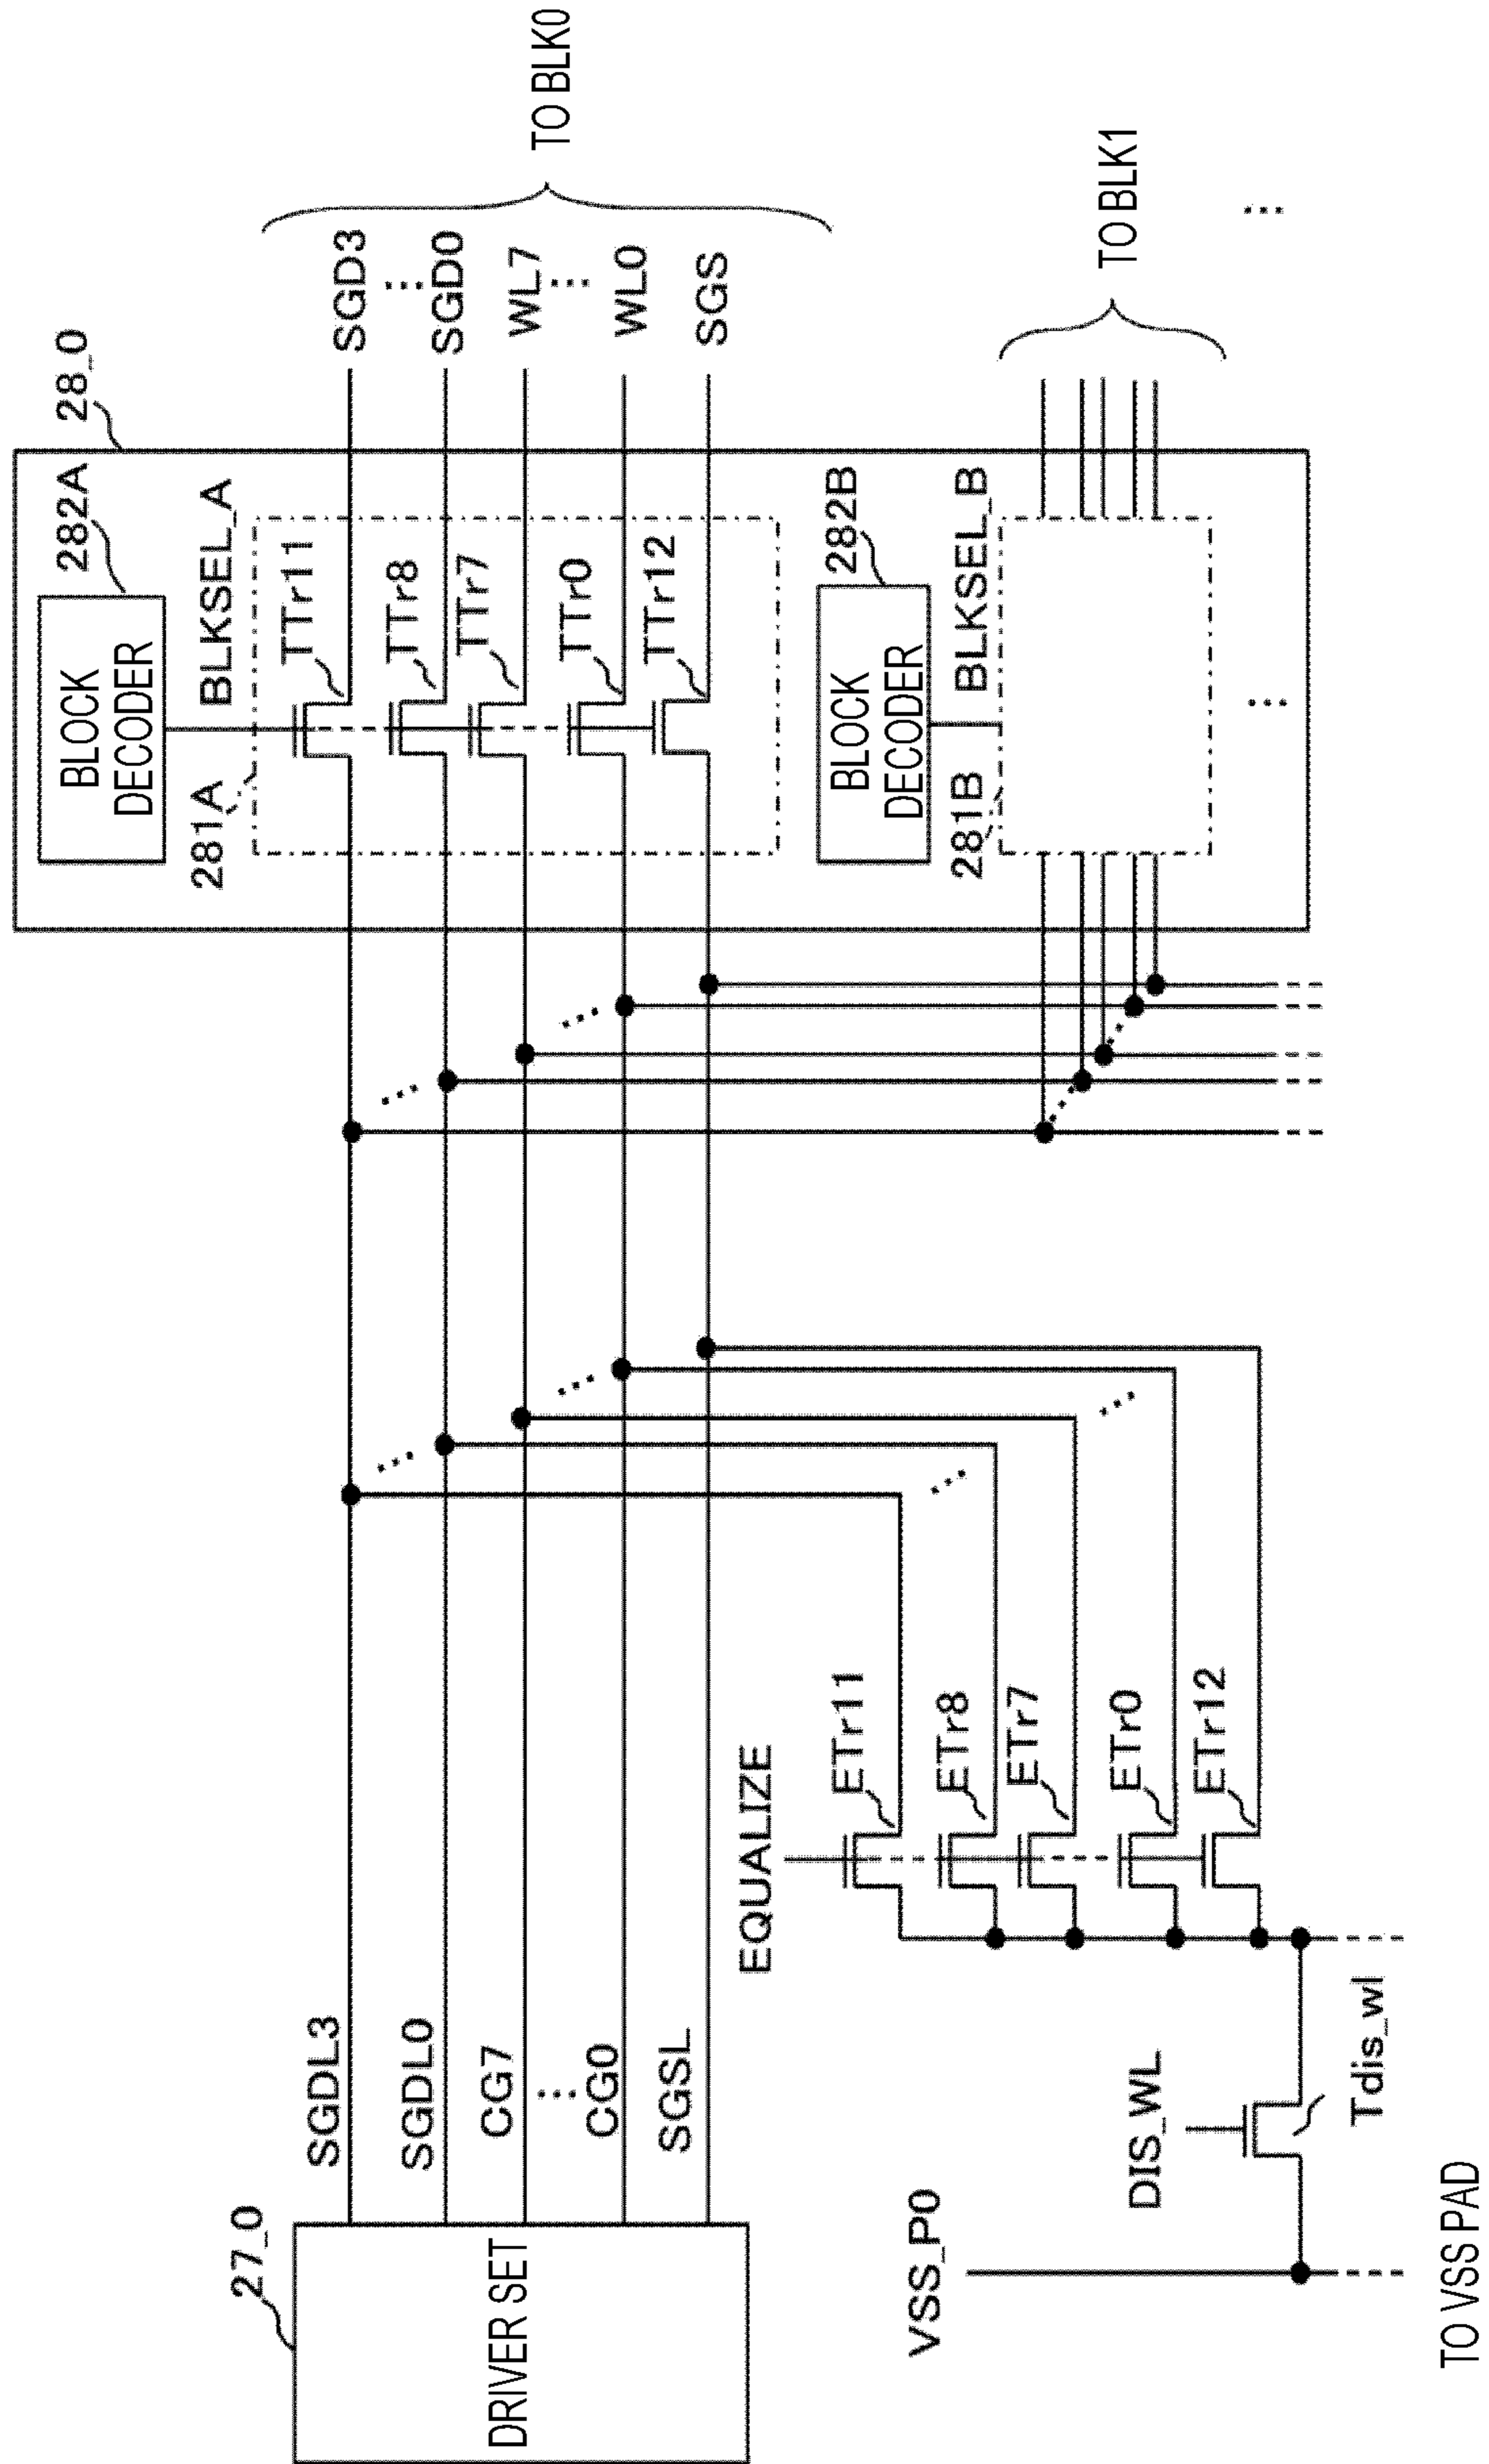 27_0
DRIVER SET
SGDL3
SGDL0
CG7
⋮
CG0
SGSL
28_0
BLOCK
DECODER
282A
BLKSEL_A
281A
TTr11
TTr8
TTr7
TTr0
TTr12
SGD3
⋮
SGD0
WL7
⋮
WL0
SGS
TO BLK0
BLOCK
DECODER
282B
BLKSEL_B
281B
TO BLK1
EQUALIZE
ETr11
ETr8
ETr7
ETr0
ETr12
VSS_P0
DIS_WL
Tdis_wl
TO VSS PAD